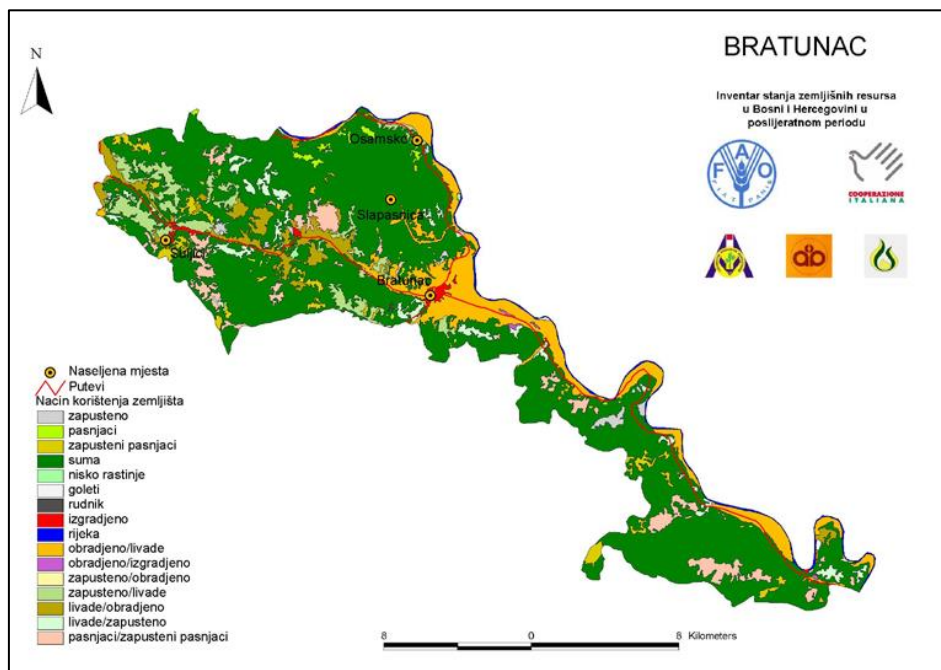 BRATUNAC
N
Inventar stanja zemljišnih resursa
u Bosni i Hercegovini u
poslijeratnom periodu
F A O
FIAT PANIS
COOPERAZIONE
ITALIANA
Osamsko
Slapasnica
Suljici
Bratunac
Naseljena mjesta
Putevi
Nacin korištenja zemljišta
zapusteno
pasnjaci
zapusteni pasnjaci
suma
nisko rastinje
goleti
rudnik
izgradjeno
rijeka
obradjeno/livade
obradjeno/izgradjeno
zapusteno/obradjeno
zapusteno/livade
livade/obradjeno
livade/zapusteno
pasnjaci/zapusteni pasnjaci
8 0 8 Kilometers